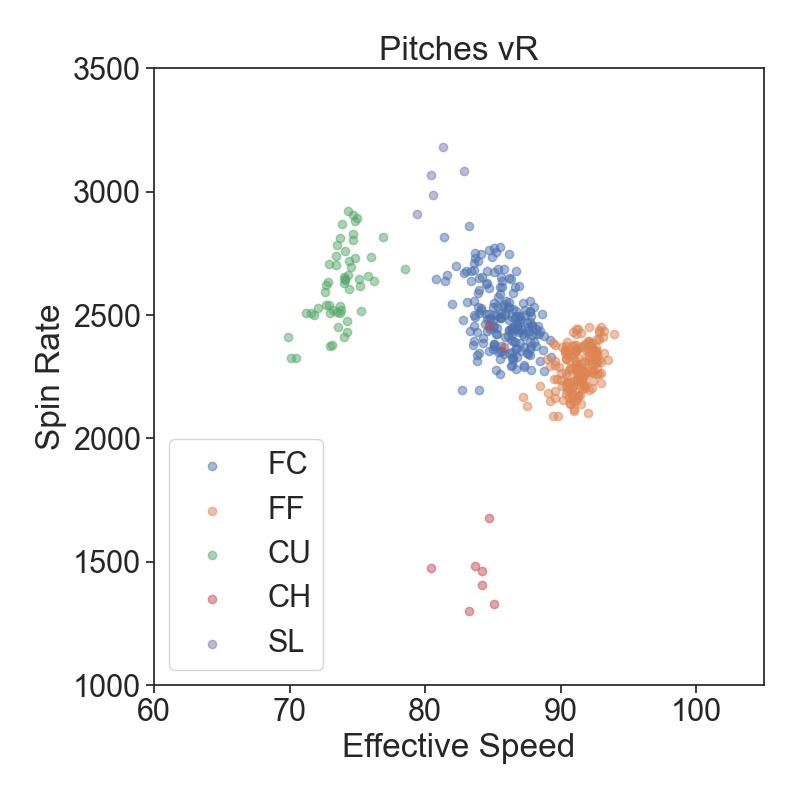 Pitches vR
3500
3000
2500
2000
1500
1000
Spin Rate
FC
FF
CU
CH
SL
60 70 80 90 100
Effective Speed